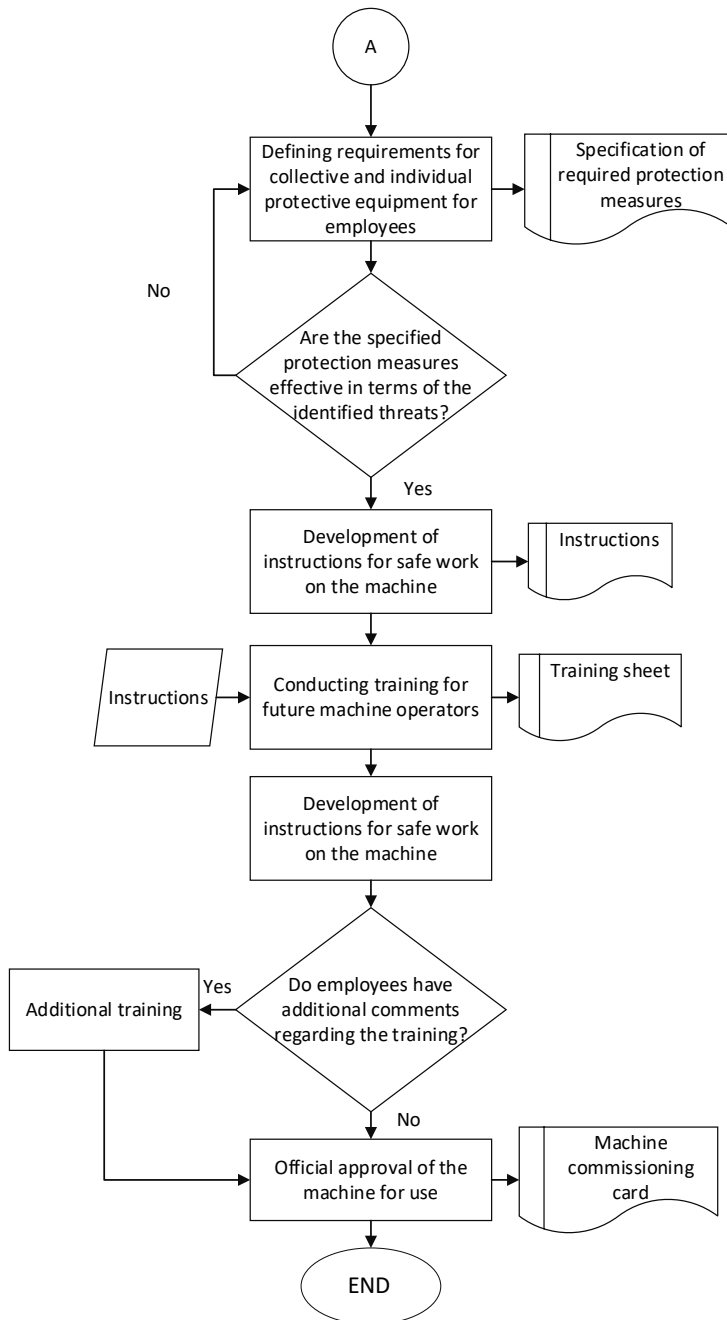 A
Defining requirements for
collective and individual
protective equipment for
employees
Specification of
required protection
measures
No
Are the specified
protection measures
effective in terms of the
identified threats?
Yes
Development of
instructions for safe work
on the machine
Instructions
Instructions
Conducting training for
future machine operators
Training sheet
Development of
instructions for safe work
on the machine
Do employees have
additional comments
regarding the training?
Yes
Additional training
No
Official approval of the
machine for use
Machine
commissioning
card
END